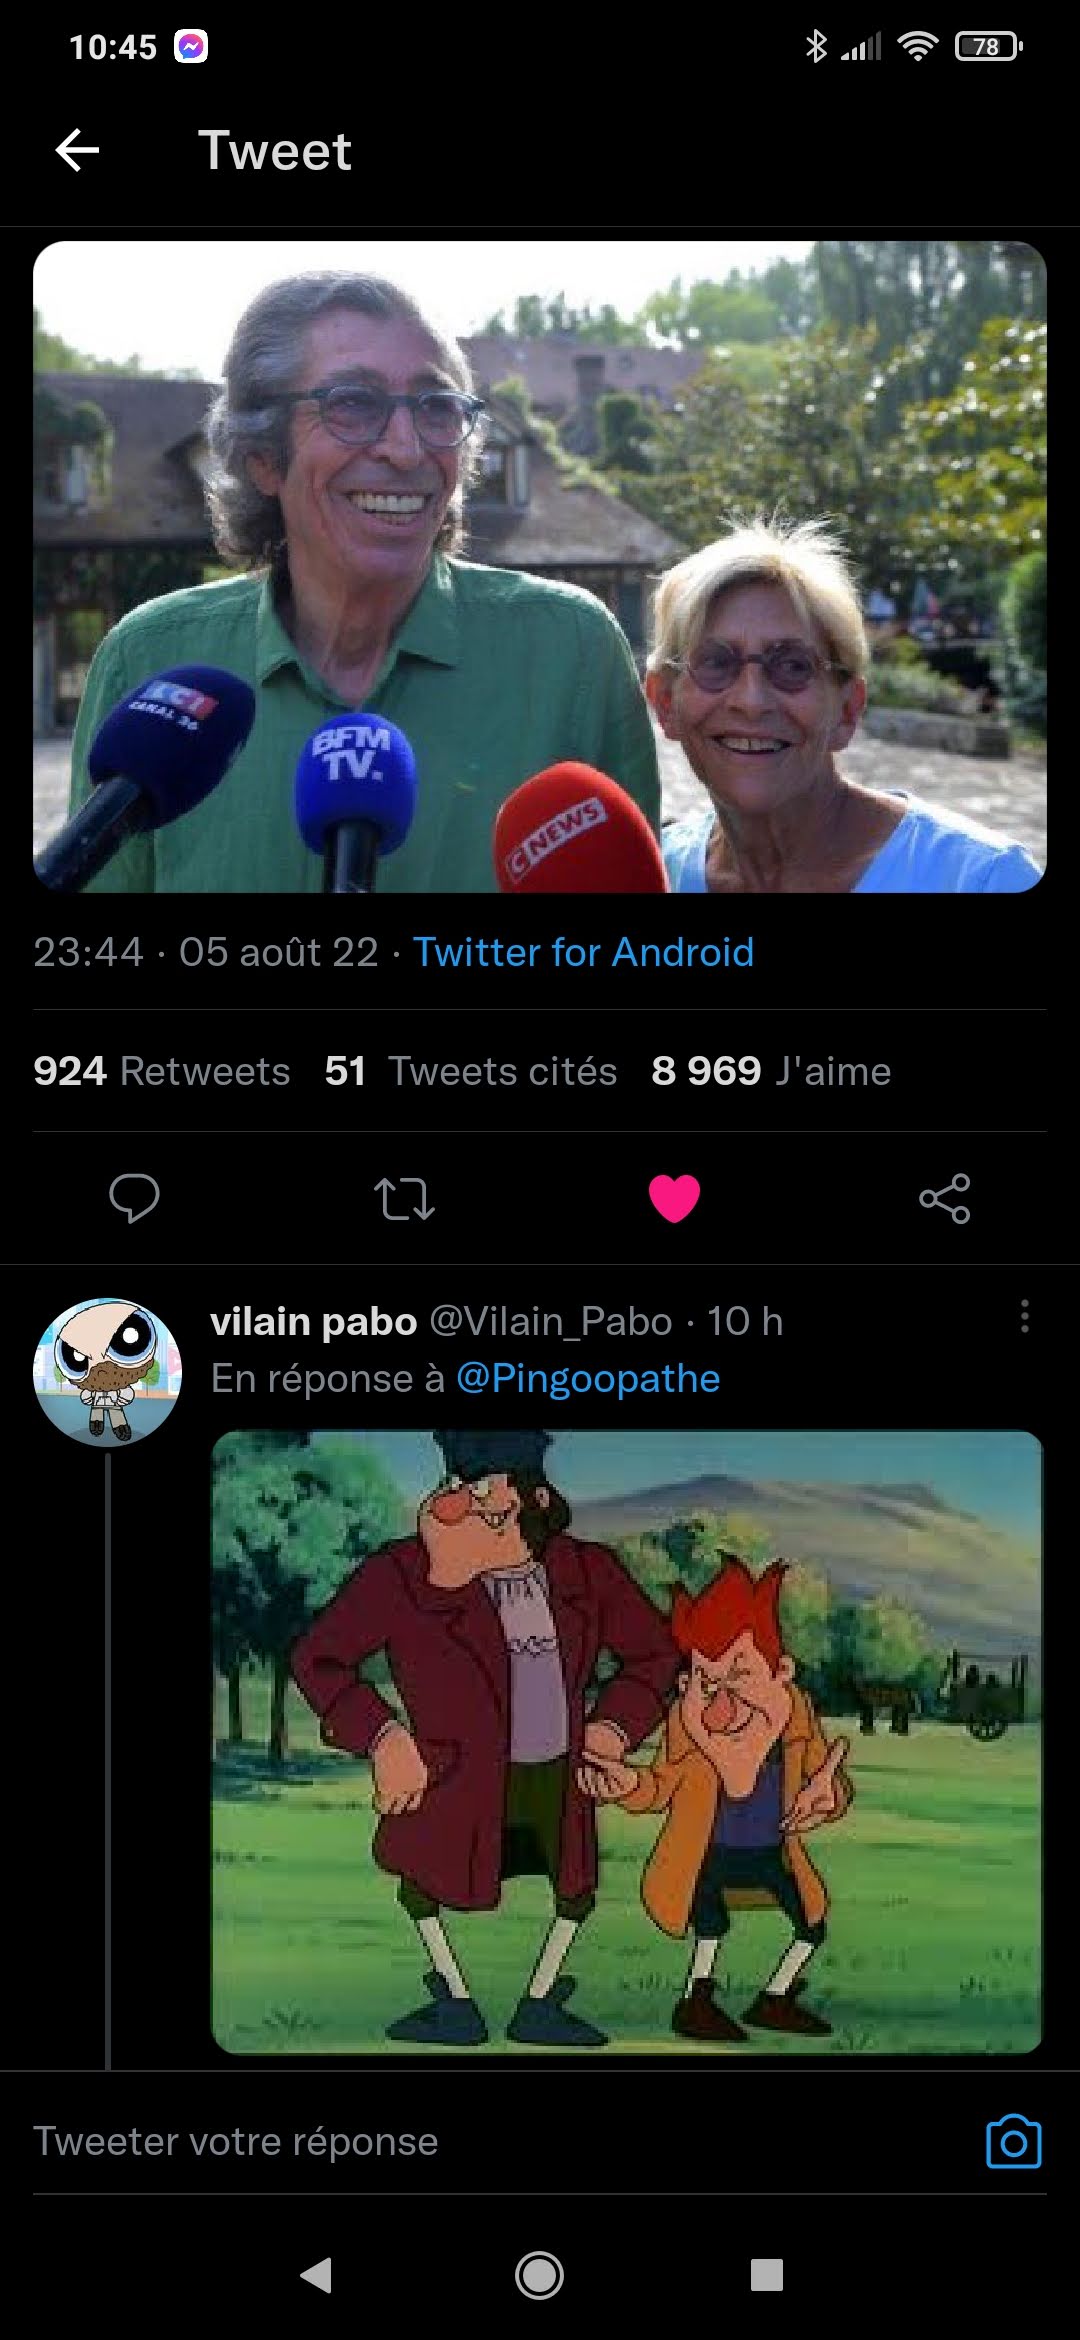 10:45
78
Tweet
LCI
CANAL 26
BFM
TV.
CNEWS
23:44 · 05 août 22 · Twitter for Android
924 Retweets 51 Tweets cités 8 969 J'aime
vilain pabo @Vilain_Pabo · 10 h
En réponse à @Pingoopathe
Tweeter votre réponse